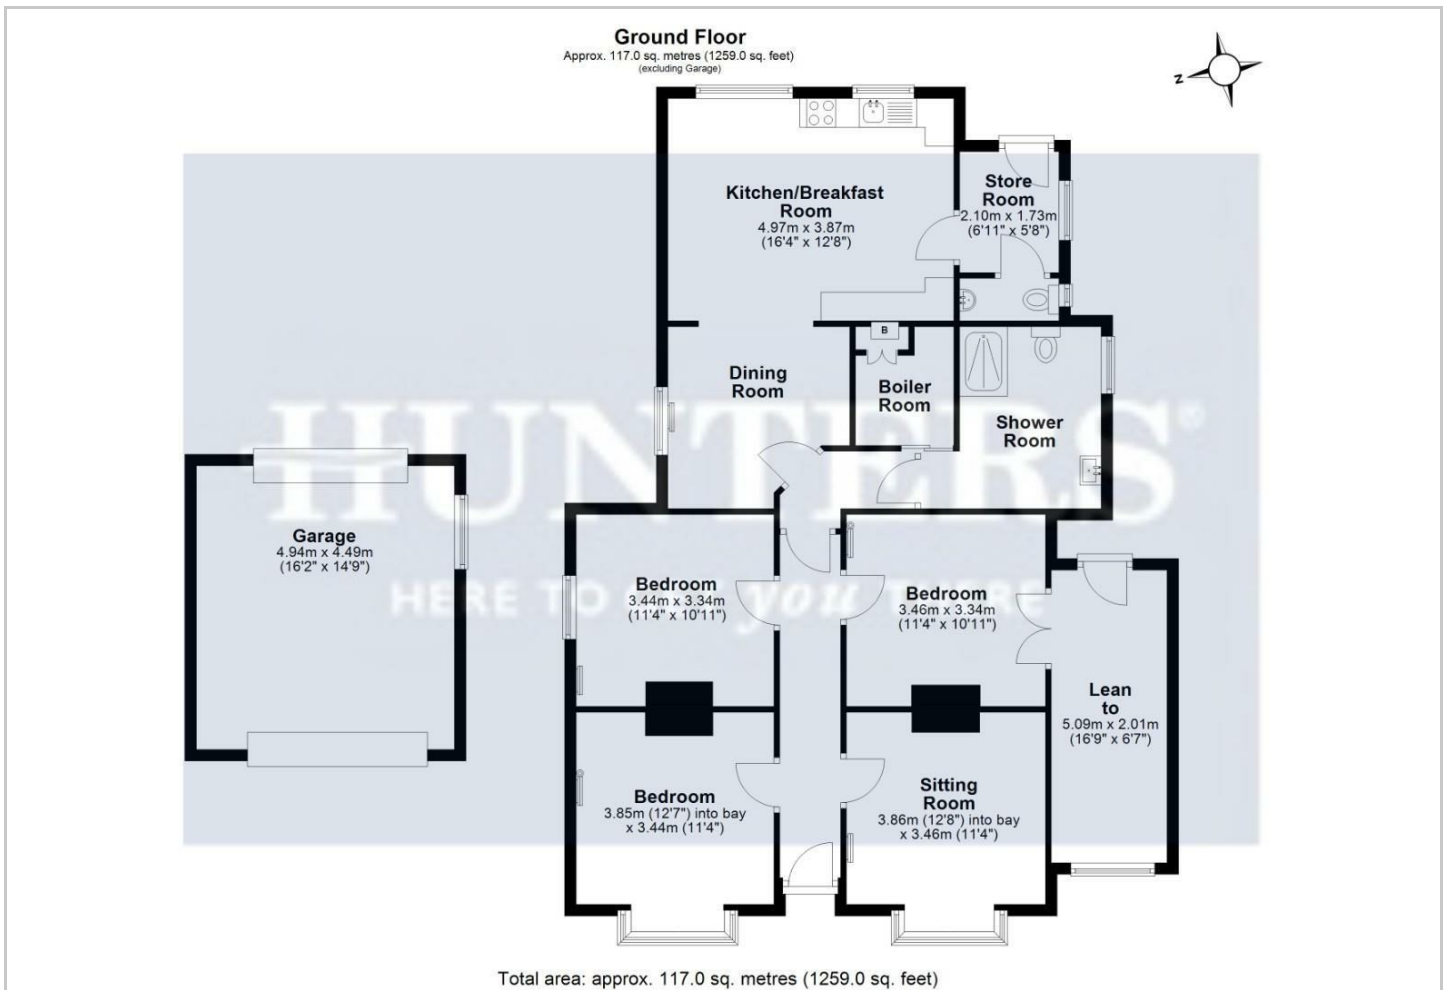 Ground Floor
Approx. 117.0 sq. metres (1259.0 sq. feet)
(excluding Garage)
Z
Kitchen/Breakfast
Room
4.97m x 3.87m
(16'4" x 12'8")
Store
Room
2.10m x 1.73m
(6'11" x 5'8")
B
Dining
Room
Boiler
Room
Shower
Room
HUNTERS®
HERE TO GET you THERE
Garage
4.94m x 4.49m
(16'2" x 14'9")
Bedroom
3.44m x 3.34m
(11'4" x 10'11")
Bedroom
3.46m x 3.34m
(11'4" x 10'11")
Lean
to
5.09m x 2.01m
(16'9" x 6'7")
Bedroom
3.85m (12'7") into bay
x 3.44m (11'4")
Sitting
Room
3.86m (12'8") into bay
x 3.46m (11'4")
Total area: approx. 117.0 sq. metres (1259.0 sq. feet)